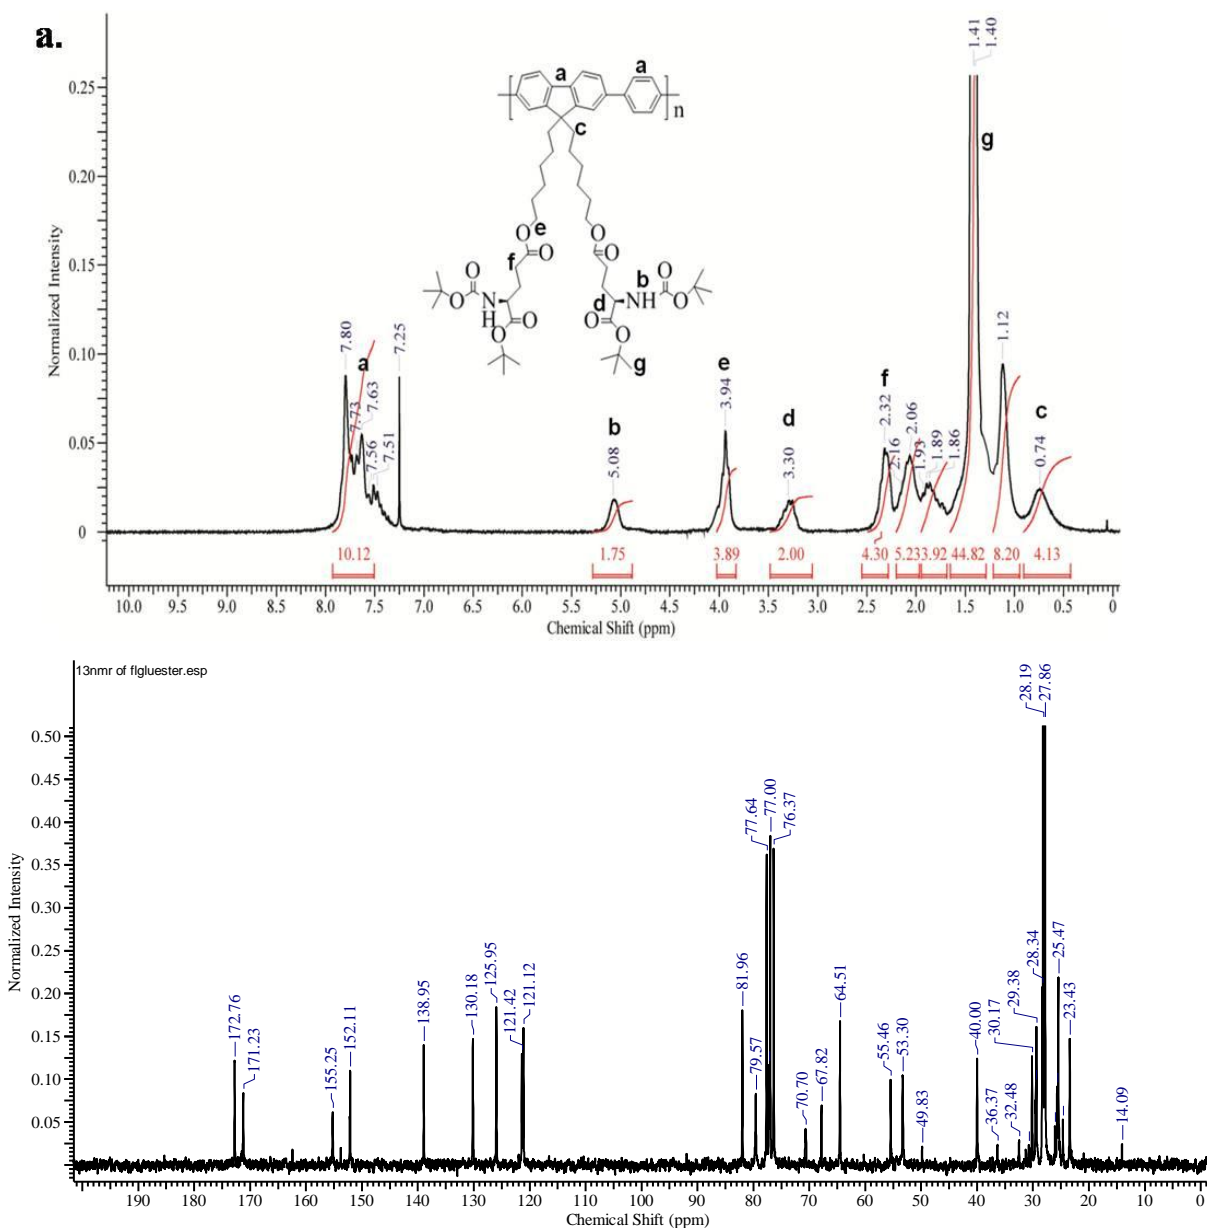 a.
1.41
1.40
0.25
0.20
0.15
0.10
0.05
0
Normalized Intensity
a
a
n
c
O
e
O
O
f
O
O
b
O
O
N
H
d
NH
O
O
O
O
O
O
g
g
7.80
7.73
a
7.63
7.56
7.51
7.25
b
5.08
e
3.94
d
3.30
f
2.32
2.16
2.06
1.93
1.89
1.86
1.12
c
0.74
10.12
1.75
3.89
2.00
4.30
5.23
3.92
44.82
8.20
4.13
10.0 9.5 9.0 8.5 8.0 7.5 7.0 6.5 6.0 5.5 5.0 4.5 4.0 3.5 3.0 2.5 2.0 1.5 1.0 0.5 0
Chemical Shift (ppm)
13nmr of flgluester.esp
28.19
27.86
0.50
0.45
0.40
0.35
0.30
0.25
0.20
0.15
0.10
0.05
Normalized Intensity
172.76
171.23
155.25
152.11
138.95
130.18
125.95
121.42
121.12
81.96
79.57
77.64
77.00
76.37
70.70
67.82
64.51
55.46
53.30
49.83
40.00
36.37
32.48
30.17
29.38
28.34
25.47
23.43
14.09
190 180 170 160 150 140 130 120 110 100 90 80 70 60 50 40 30 20 10 0
Chemical Shift (ppm)